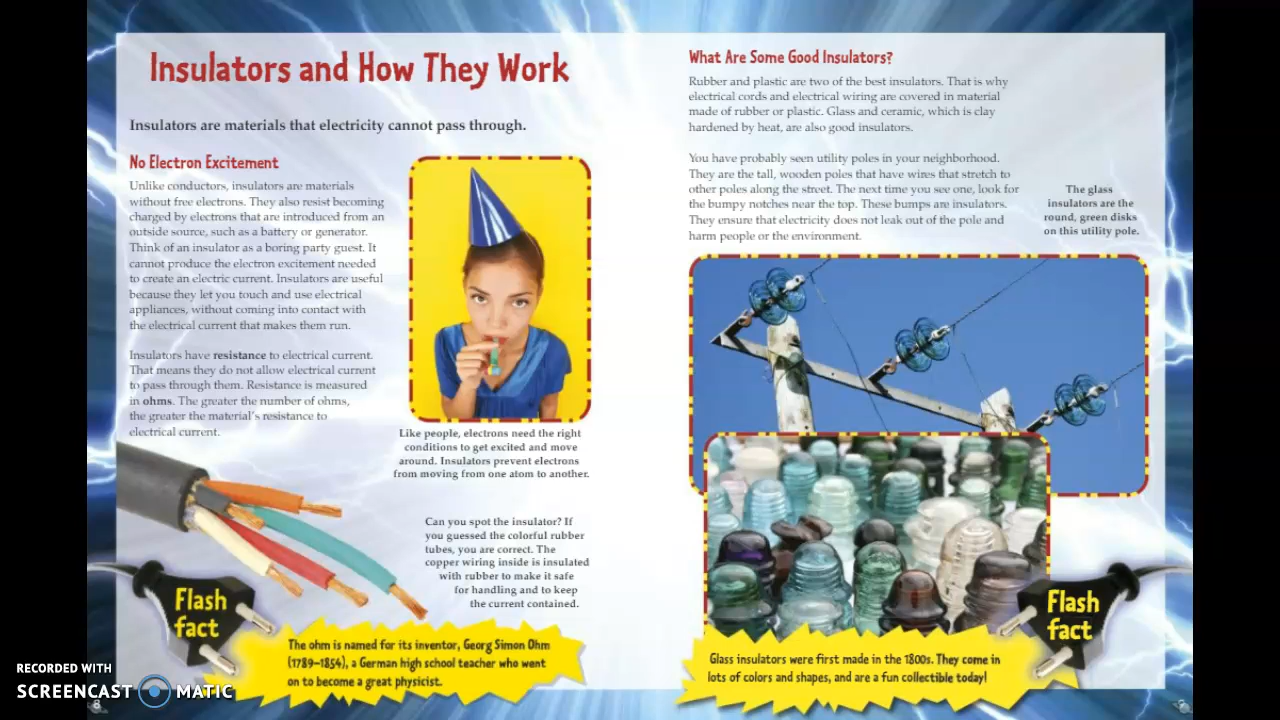 Insulators and How They Work
Insulators are materials that electricity cannot pass through.
No Electron Excitement
Unlike conductors, insulators are materials
without free electrons. They also resist becoming
charged by electrons that are introduced from an
outside source, such as a battery or generator.
Think of an insulator as a boring party guest. It
cannot produce the electron excitement needed
to create an electric current. Insulators are useful
because they let you touch and use electrical
appliances, without coming into contact with
the electrical current that makes them run.
Insulators have resistance to electrical current.
That means they do not allow electrical current
to pass through them. Resistance is measured
in ohms. The greater the number of ohms,
the greater the material's resistance to
electrical current.
Like people, electrons need the right
conditions to get excited and move
around. Insulators prevent electrons
from moving from one atom to another.
Can you spot the insulator? If
you guessed the colorful rubber
tubes, you are correct. The
copper wiring inside is insulated
with rubber to make it safe
for handling and to keep
the current contained.
Flash
fact
The ohm is named for its inventor, Georg Simon Ohm
(1789–1854), a German high school teacher who went
on to become a great physicist.
8
What Are Some Good Insulators?
Rubber and plastic are two of the best insulators. That is why
electrical cords and electrical wiring are covered in material
made of rubber or plastic. Glass and ceramic, which is clay
hardened by heat, are also good insulators.
You have probably seen utility poles in your neighborhood.
They are the tall, wooden poles that have wires that stretch to
other poles along the street. The next time you see one, look for
the bumpy notches near the top. These bumps are insulators.
They ensure that electricity does not leak out of the pole and
harm people or the environment.
The glass
insulators are the
round, green disks
on this utility pole.
Flash
fact
Glass insulators were first made in the 1800s. They come in
lots of colors and shapes, and are a fun collectible today!
RECORDED WITH
SCREENCAST MATIC